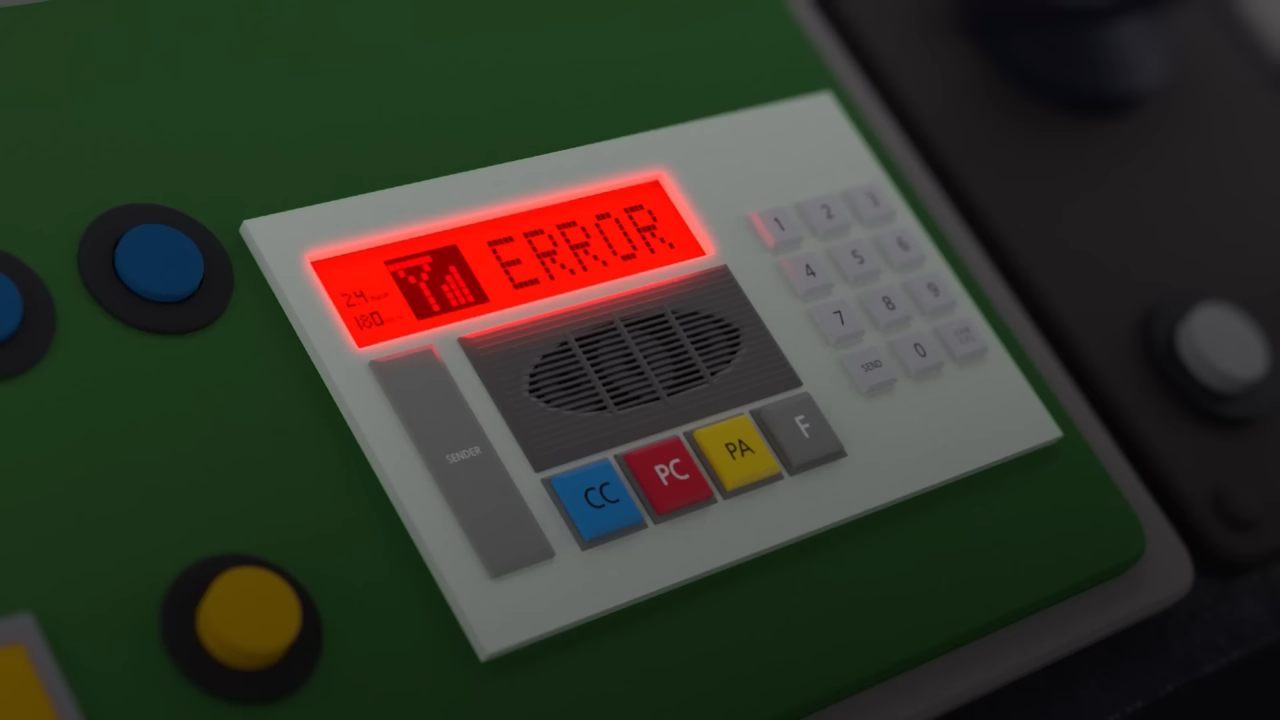 ERROR
24
180
1 2 3
4 5 6
7 8 9
SEND 0
SENDER
CC PC PA F